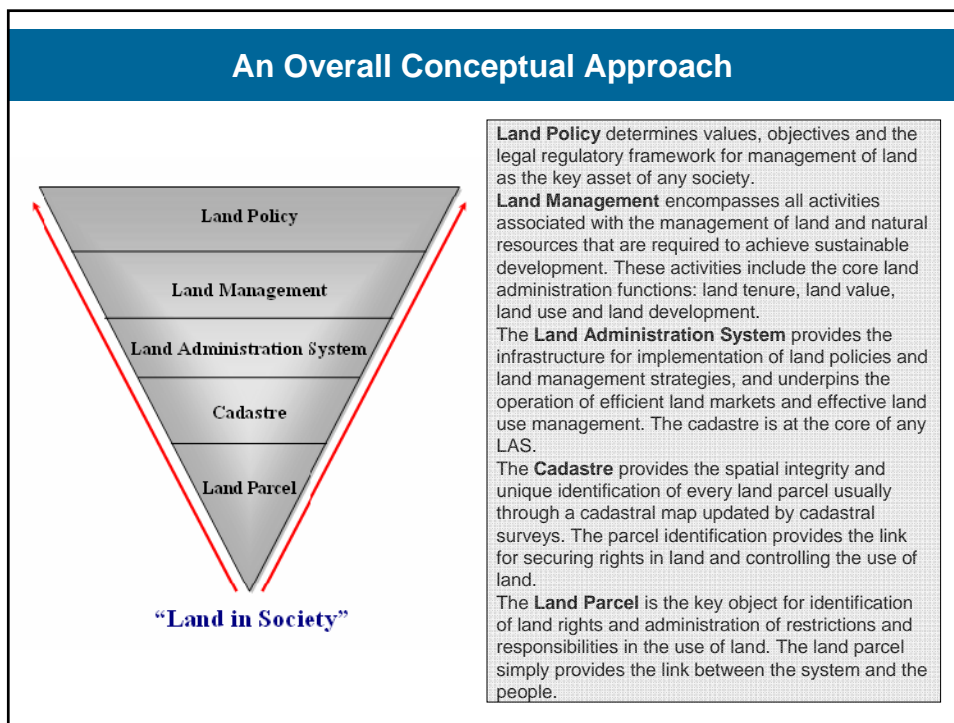 An Overall Conceptual Approach
Land Policy
Land Management
Land Administration System
Cadastre
Land Parcel
“Land in Society”
Land Policy determines values, objectives and the
legal regulatory framework for management of land
as the key asset of any society.
Land Management encompasses all activities
associated with the management of land and natural
resources that are required to achieve sustainable
development. These activities include the core land
administration functions: land tenure, land value,
land use and land development.
The Land Administration System provides the
infrastructure for implementation of land policies and
land management strategies, and underpins the
operation of efficient land markets and effective land
use management. The cadastre is at the core of any
LAS.
The Cadastre provides the spatial integrity and
unique identification of every land parcel usually
through a cadastral map updated by cadastral
surveys. The parcel identification provides the link
for securing rights in land and controlling the use of
land.
The Land Parcel is the key object for identification
of land rights and administration of restrictions and
responsibilities in the use of land. The land parcel
simply provides the link between the system and the
people.